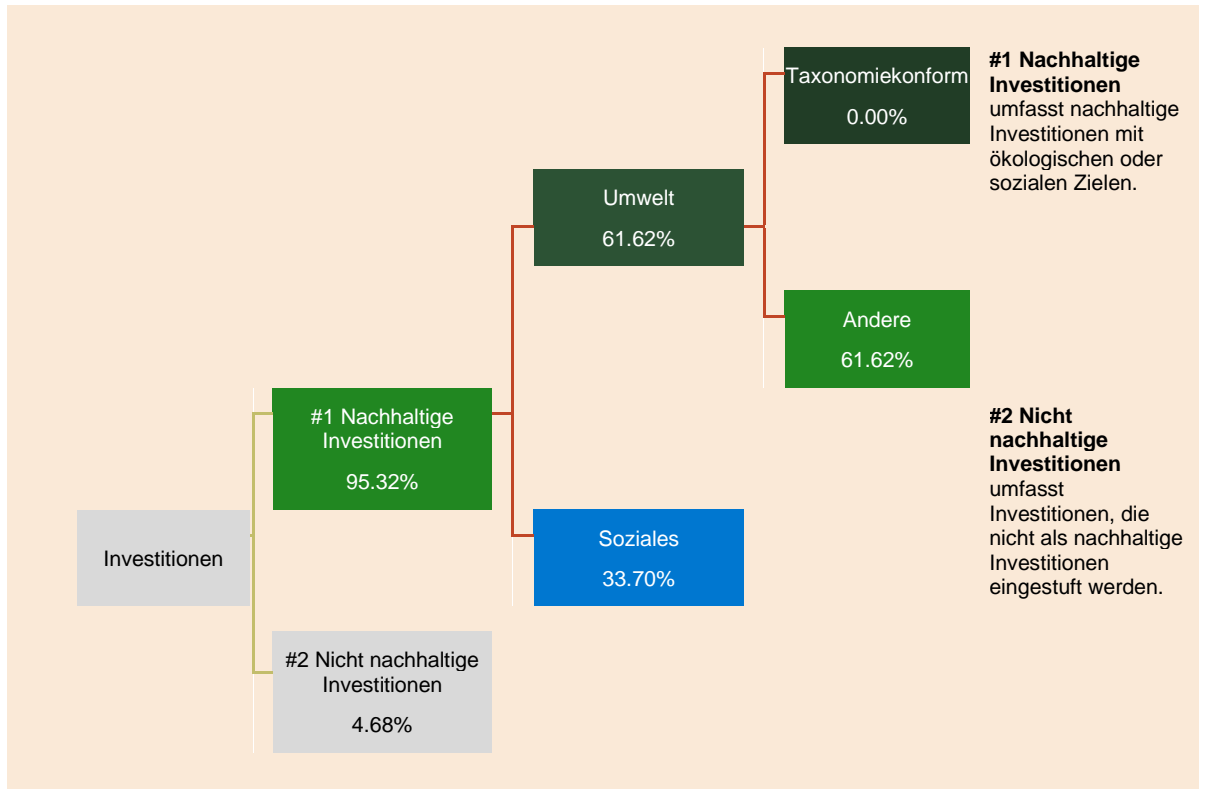 Taxonomiekonform
0.00%
Umwelt
61.62%
Andere
61.62%
#1 Nachhaltige
Investitionen
95.32%
Soziales
33.70%
Investitionen
#2 Nicht nachhaltige
Investitionen
4.68%
#1 Nachhaltige
Investitionen
umfasst nachhaltige
Investitionen mit
ökologischen oder
sozialen Zielen.
#2 Nicht
nachhaltige
Investitionen
umfasst
Investitionen, die
nicht als nachhaltige
Investitionen
eingestuft werden.